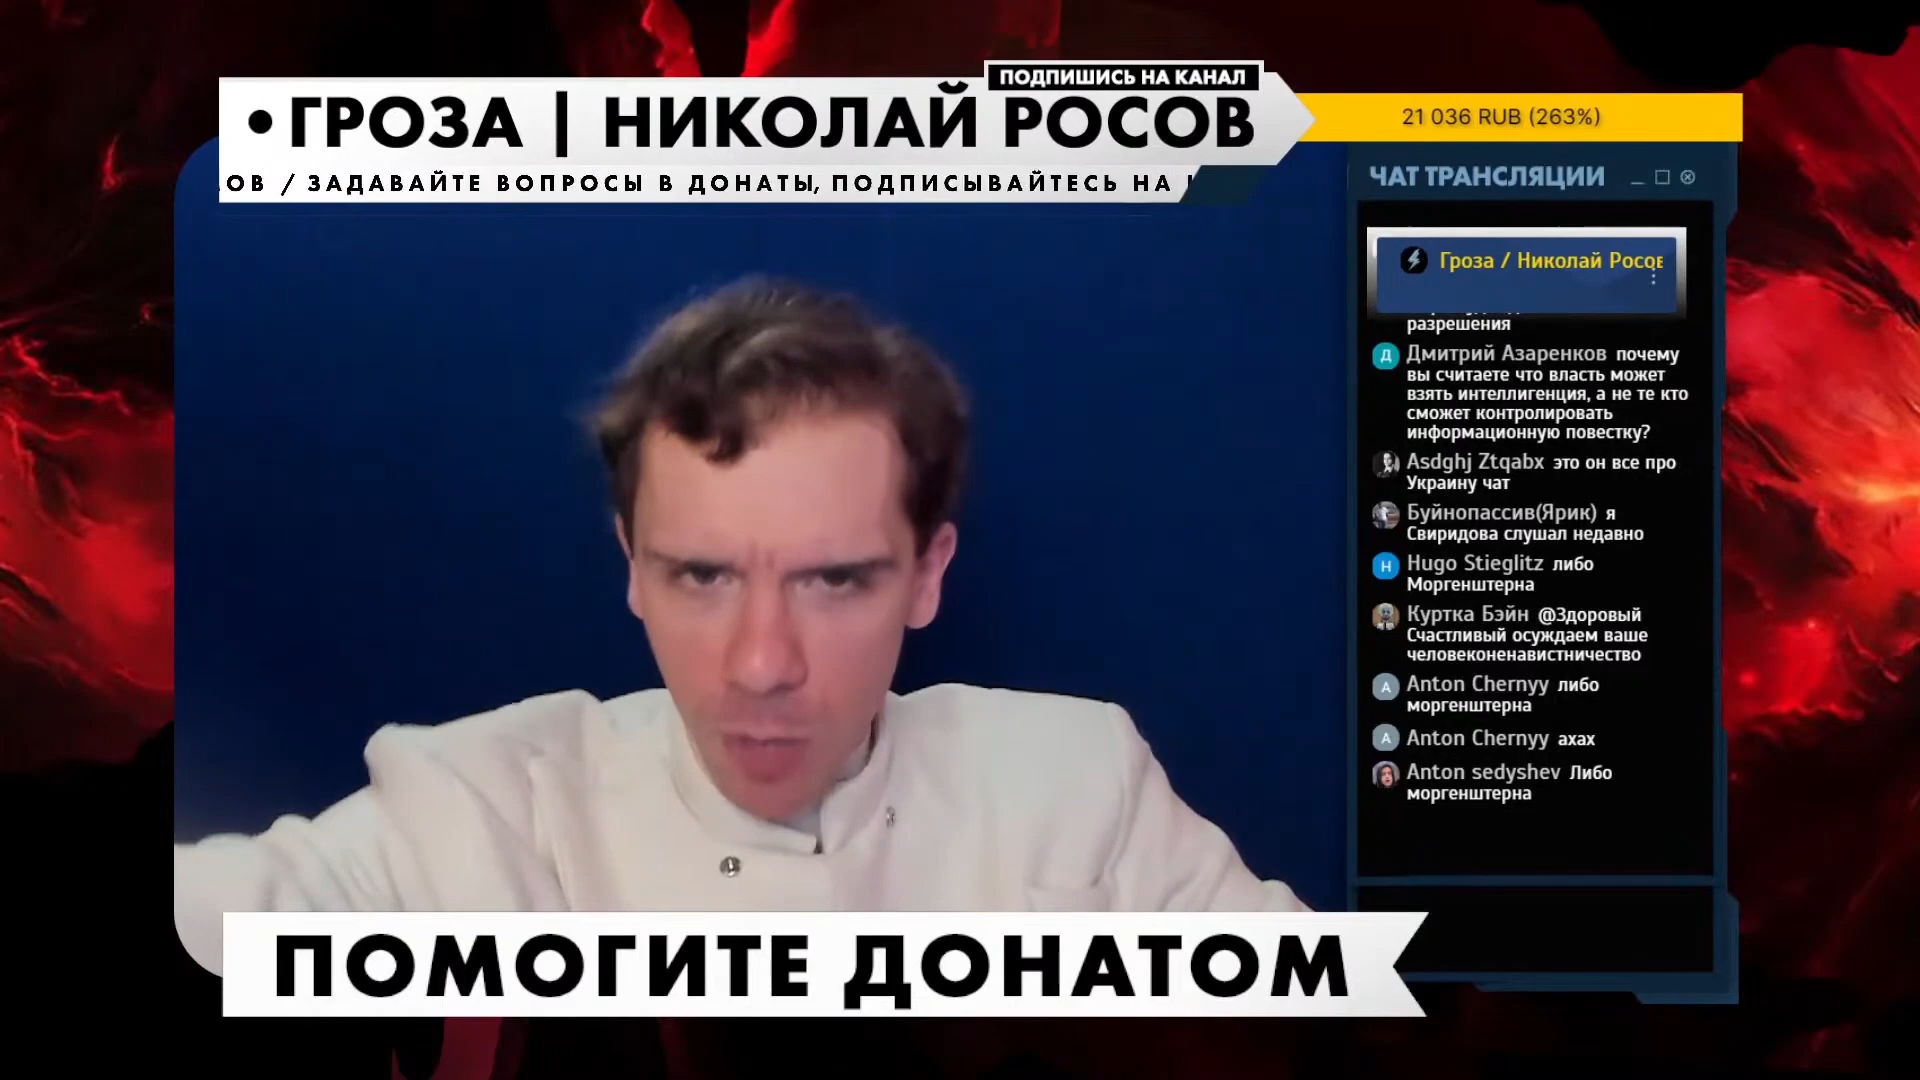 ПОДПИШИСЬ НА КАНАЛ
•ГРОЗА | НИКОЛАЙ РОСОВ
21 036 RUB (263%)
ОВ / ЗАДАВАЙТЕ ВОПРОСЫ В ДОНАТЫ, ПОДПИСЫВАЙТЕСЬ НА
ЧАТ ТРАНСЛЯЦИИ
Гроза / Николай Росов
разрешения
Д Дмитрий Азаренков почему
вы считаете что власть может
взять интеллигенция, а не те кто
сможет контролировать
информационную повестку?
Asdghj Ztqabx это он все про
Украину чат
Буйнопассив(Ярик) я
Свиридова слушал недавно
H Hugo Stieglitz либо
Моргенштерна
Куртка Бэйн @Здоровый
Счастливый осуждаем ваше
человеконенавистничество
A Anton Chernyy либо
моргенштерна
A Anton Chernyy ахах
Anton sedyshev Либо
моргенштерна
ПОМОГИТЕ ДОНАТОМ